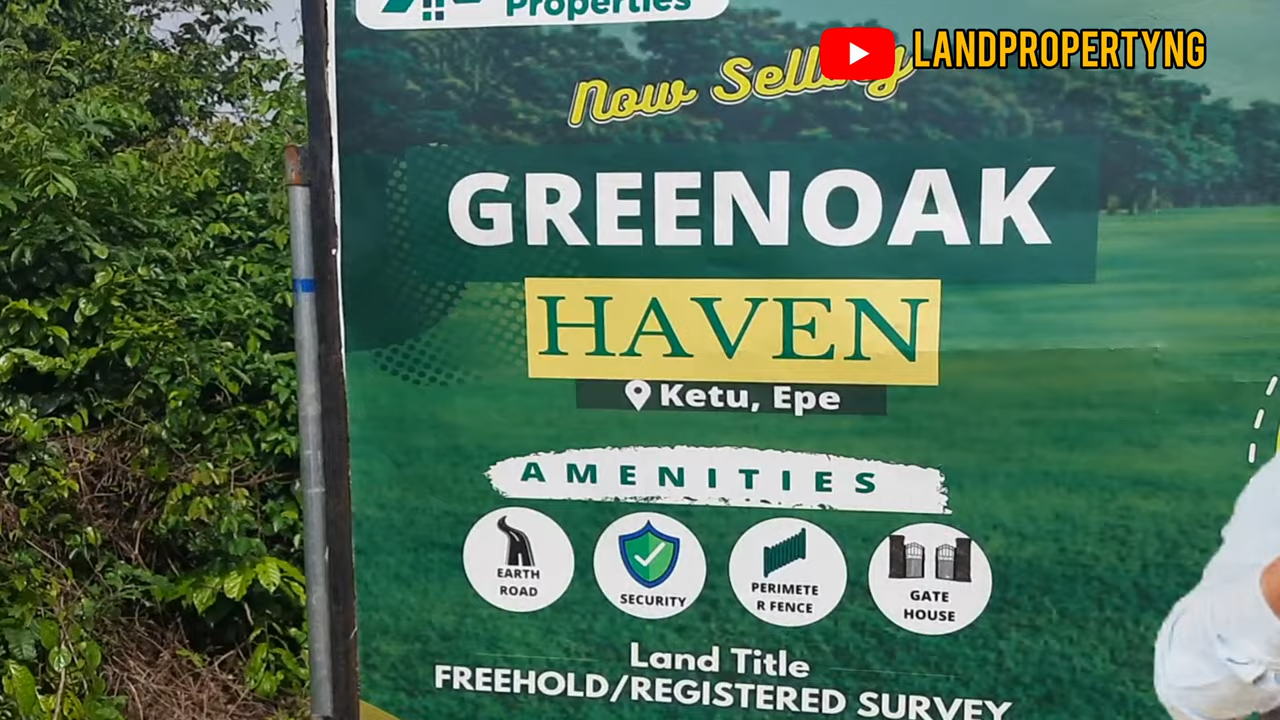 Properties
LANDPROPERTYNG
Now Selling
GREENOAK
HAVEN
Ketu, Epe
AMENITIES
EARTH
ROAD
SECURITY
PERIMETE
R FENCE
GATE
HOUSE
Land Title
FREEHOLD/REGISTERED SURVEY